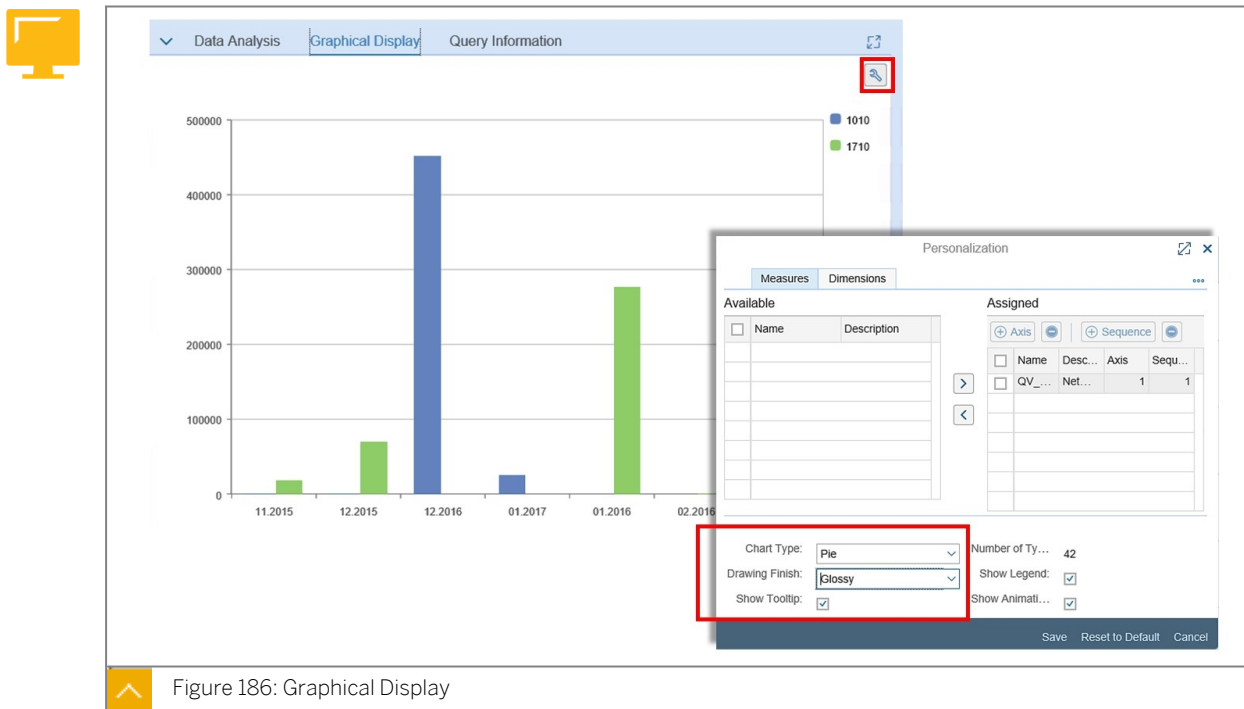 Data Analysis Graphical Display Query Information
500000
400000
300000
200000
100000
0
11.2015 12.2015 12.2016 01.2017 01.2016 02.2016
1010
1710
Personalization
Measures Dimensions
Available
Name Description
Assigned
Axis Sequence
Name Desc... Axis Sequ...
QV_... Net... 1 1
Chart Type: Pie
Number of Ty... 42
Drawing Finish: Glossy
Show Legend:
Show Tooltip:
Show Animati...
Save Reset to Default Cancel
Figure 186: Graphical Display